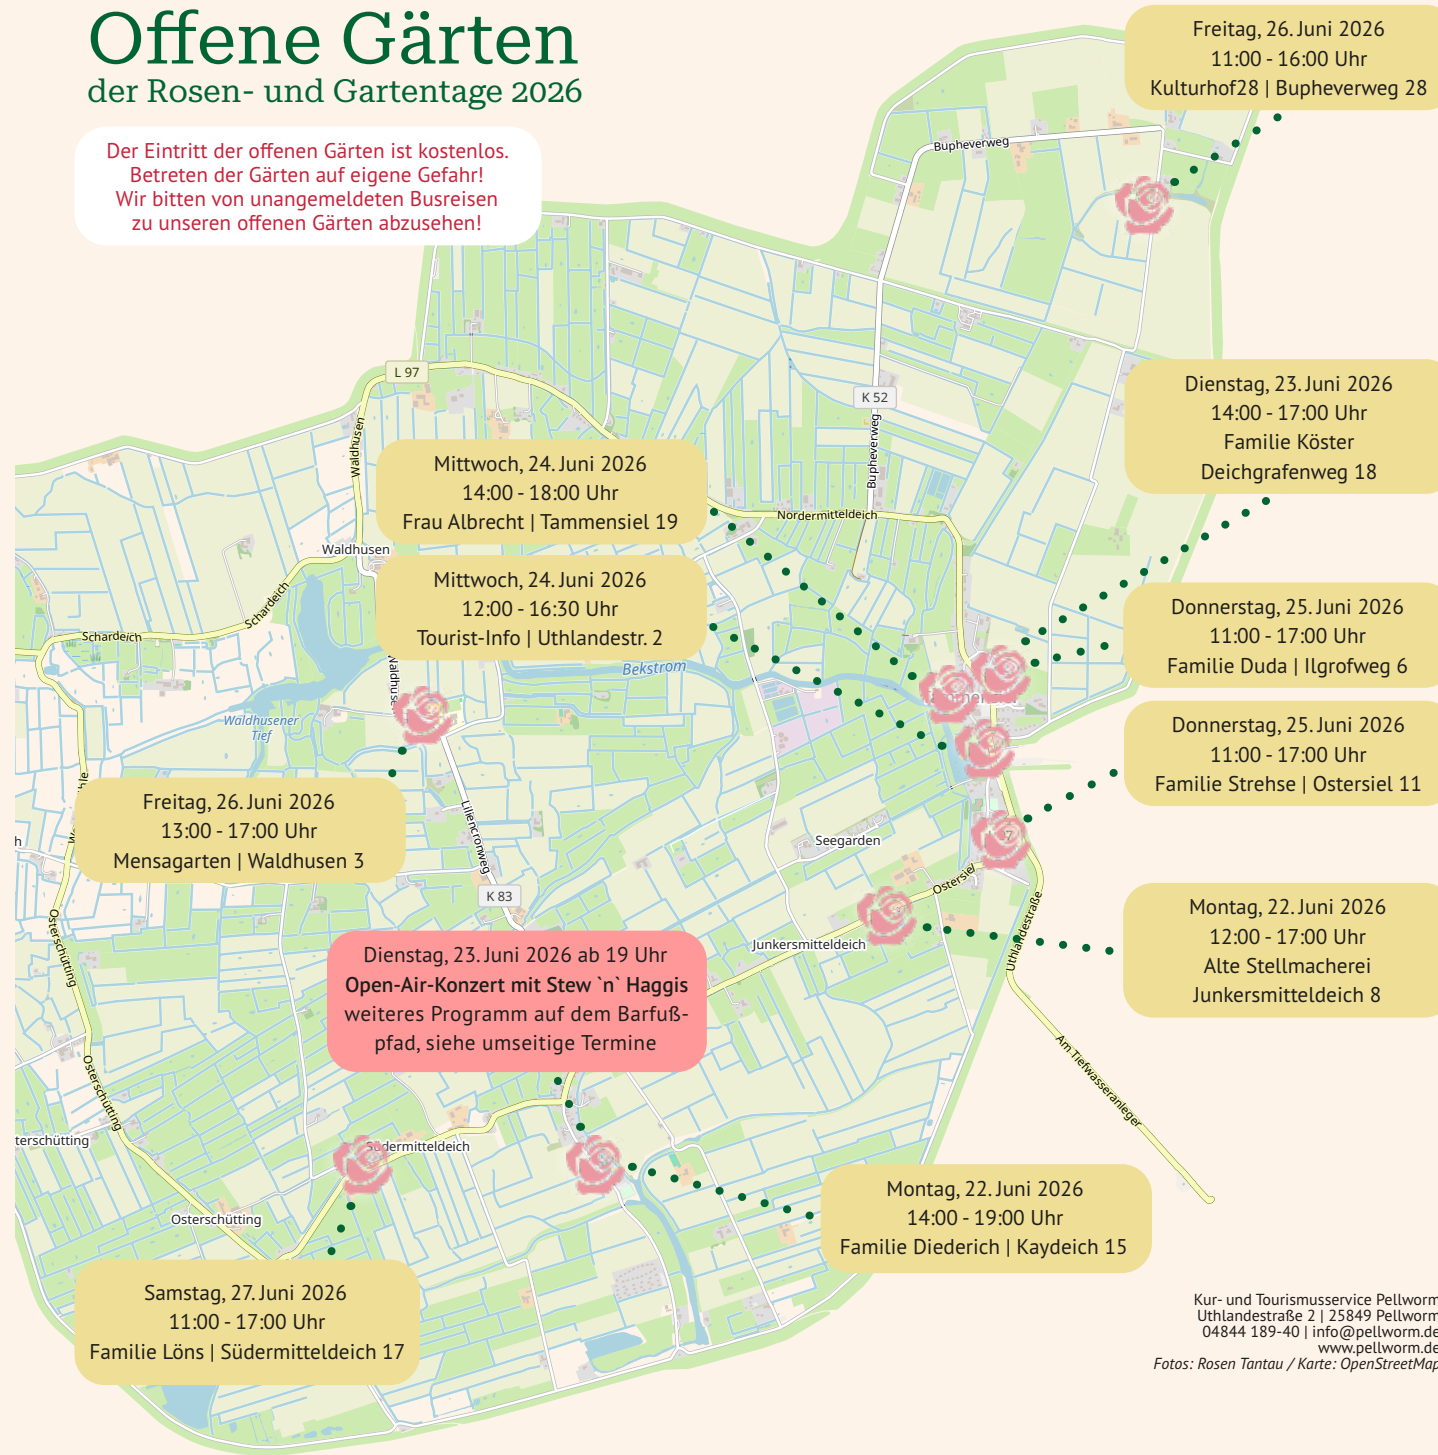 Offene Gärten
der Rosen- und Gartentage 2026
Der Eintritt der offenen Gärten ist kostenlos.
Betreten der Gärten auf eigene Gefahr!
Wir bitten von unangemeldeten Busreisen
zu unseren offenen Gärten abzusehen!
Freitag, 26. Juni 2026
11:00 - 16:00 Uhr
Kulturhof28 | Bupheverweg 28
Bupheverweg
L 97
K 52
Waldhusen
Bupheverweg
Dienstag, 23. Juni 2026
14:00 - 17:00 Uhr
Familie Köster
Deichgrafenweg 18
Mittwoch, 24. Juni 2026
14:00 - 18:00 Uhr
Frau Albrecht | Tammensiel 19
Nordermitteldeich
Waldhusen
Mittwoch, 24. Juni 2026
12:00 - 16:30 Uhr
Tourist-Info | Uthlandestr. 2
Schardeich
Schardeich
Donnerstag, 25. Juni 2026
11:00 - 17:00 Uhr
Familie Duda | Ilgrofweg 6
Bekstrom
Waldhuse
Waldhusener
Tief
Donnerstag, 25. Juni 2026
11:00 - 17:00 Uhr
Familie Strehse | Ostersiel 11
Freitag, 26. Juni 2026
13:00 - 17:00 Uhr
Mensagarten | Waldhusen 3
Liliencronweg
Seegarden
Ostersiel
K 83
Montag, 22. Juni 2026
12:00 - 17:00 Uhr
Alte Stellmacherei
Junkersmitteldeich 8
Junkersmitteldeich
Uthlandestraße
Osterschütting
Dienstag, 23. Juni 2026 ab 19 Uhr
Open-Air-Konzert mit Stew `n` Haggis
weiteres Programm auf dem Barfuß-
pfad, siehe umseitige Termine
Osterschütting
Am Tiefwasseranleger
terschütting
Südermitteldeich
Osterschütting
Montag, 22. Juni 2026
14:00 - 19:00 Uhr
Familie Diederich | Kaydeich 15
Samstag, 27. Juni 2026
11:00 - 17:00 Uhr
Familie Löns | Südermitteldeich 17
Kur- und Tourismusservice Pellworm
Uthlandestraße 2 | 25849 Pellworm
04844 189-40 | info@pellworm.de
www.pellworm.de
Fotos: Rosen Tantau / Karte: OpenStreetMap